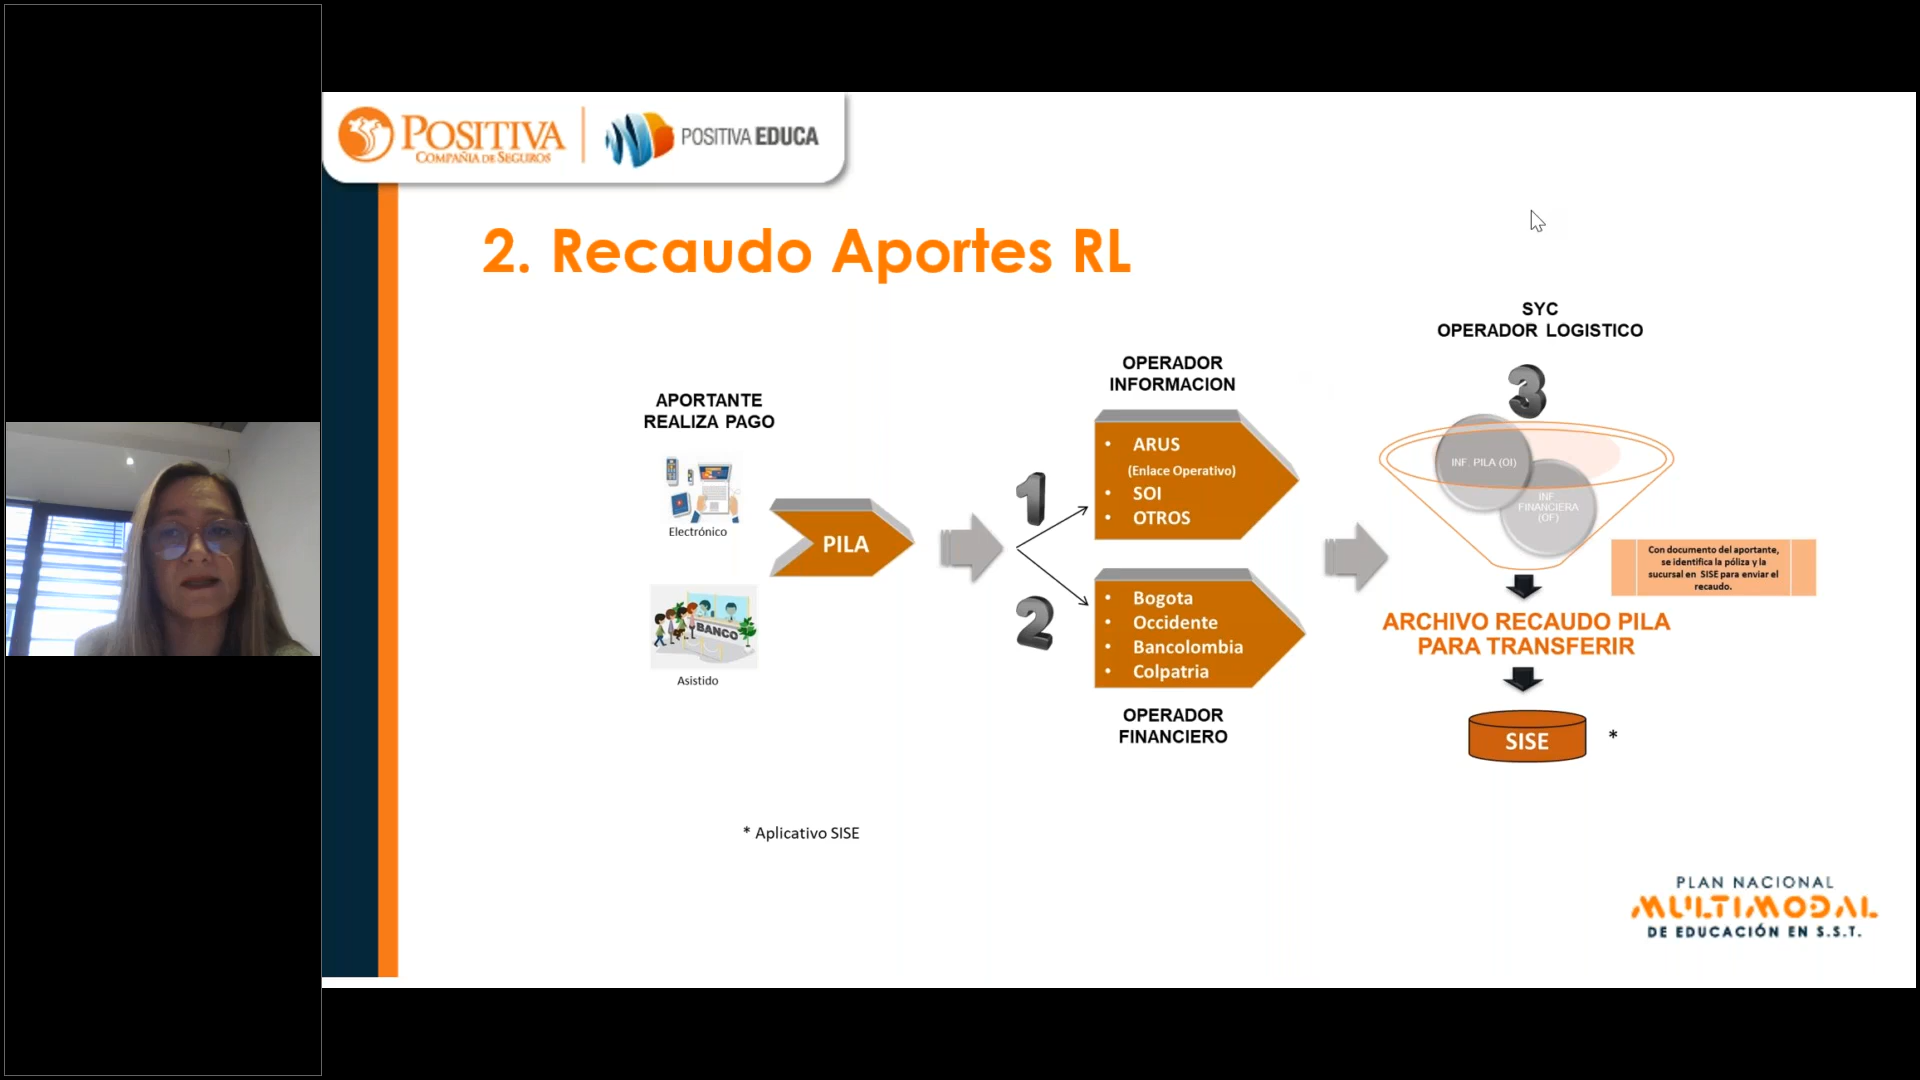 POSITIVA
COMPAÑIA DE SEGUROS
POSITIVA EDUCA
2. Recaudo Aportes RL
APORTANTE
REALIZA PAGO
Electrónico
BANCO
Asistido
PILA
1
2
OPERADOR
INFORMACION
• ARUS
(Enlace Operativo)
• SOI
• OTROS
• Bogota
• Occidente
• Bancolombia
• Colpatria
OPERADOR
FINANCIERO
SYC
OPERADOR LOGISTICO
3
INF. PILA (OI)
INF.
FINANCIERA
(OF)
Con documento del aportante,
se identifica la póliza y la
sucursal en SISE para enviar el
recaudo.
ARCHIVO RECAUDO PILA
PARA TRANSFERIR
SISE
*
* Aplicativo SISE
PLAN NACIONAL
MULTIMODAL
DE EDUCACIÓN EN S.S.T.